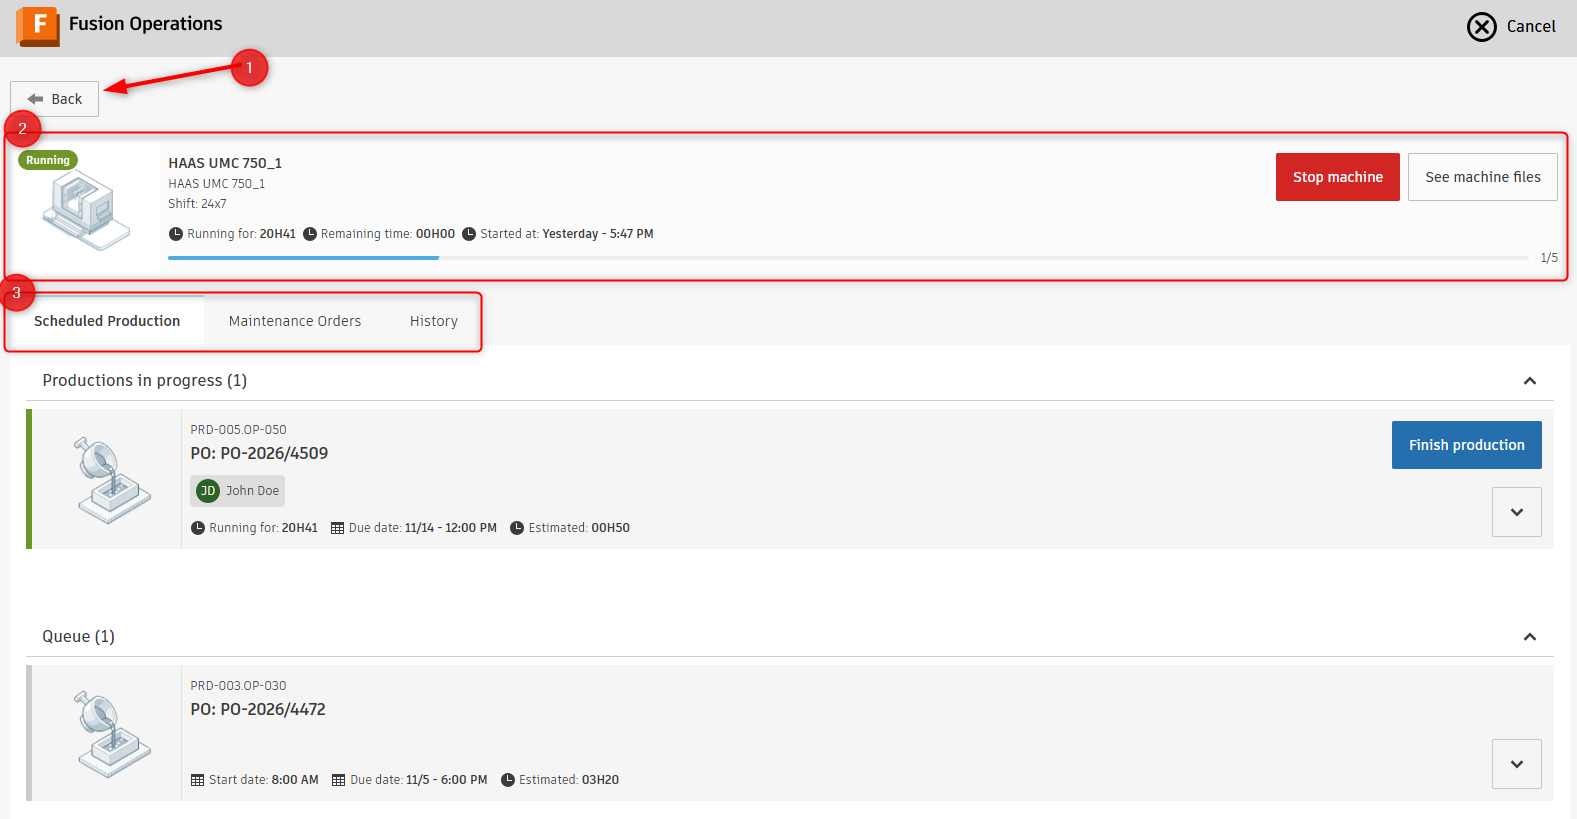 F Fusion Operations
Cancel
1
Back
2
Running
HAAS UMC 750_1
HAAS UMC 750_1
Shift: 24x7
Running for: 20H41 Remaining time: 00H00 Started at: Yesterday - 5:47 PM
1/5
Stop machine
See machine files
3
Scheduled Production Maintenance Orders History
Productions in progress (1)
PRD-005.OP-050
PO: PO-2026/4509
JD John Doe
Running for: 20H41 Due date: 11/14 - 12:00 PM Estimated: 00H50
Finish production
Queue (1)
PRD-003.OP-030
PO: PO-2026/4472
Start date: 8:00 AM Due date: 11/5 - 6:00 PM Estimated: 03H20